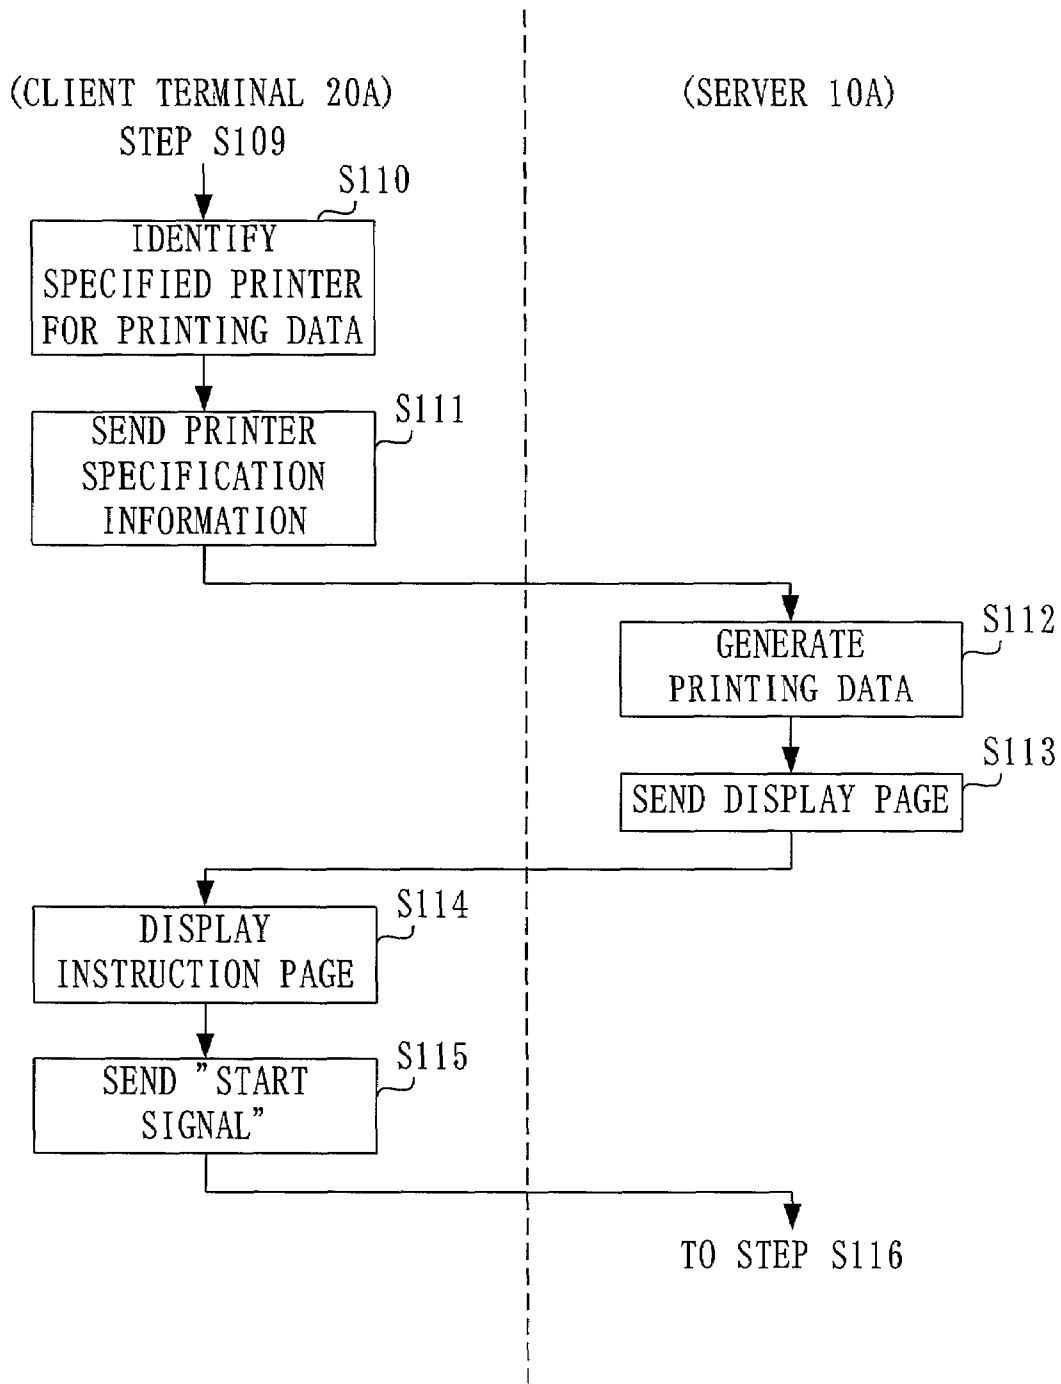 (CLIENT TERMINAL 20A)
(SERVER 10A)
STEP S109
S110
IDENTIFY
SPECIFIED PRINTER
FOR PRINTING DATA
S111
SEND PRINTER
SPECIFICATION
INFORMATION
S112
GENERATE
PRINTING DATA
S113
SEND DISPLAY PAGE
S114
DISPLAY
INSTRUCTION PAGE
S115
SEND "START
SIGNAL"
TO STEP S116